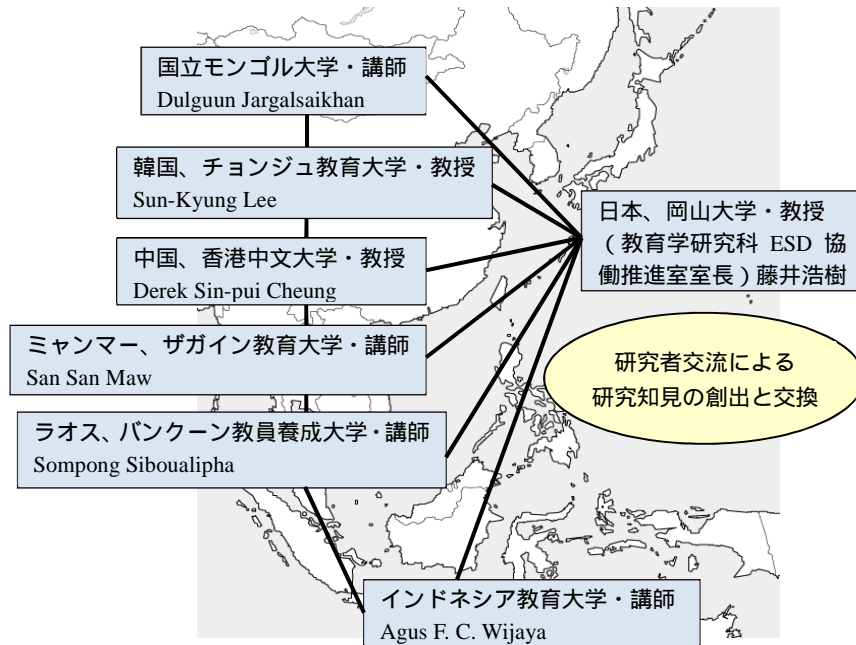 国立モンゴル大学・講師
Dulguun Jargalsaikhan
韓国、チョンジュ教育大学・教授
Sun-Kyung Lee
中国、香港中文大学・教授
Derek Sin-pui Cheung
ミャンマー、ザガイン教育大学・講師
San San Maw
ラオス、バンクーン教員養成大学・講師
Sompong Siboualipha
インドネシア教育大学・講師
Agus F. C. Wijaya
日本、岡山大学・教授
（教育学研究科 ESD 協
働推進室室長）藤井浩樹
研究者交流による
研究知見の創出と交換